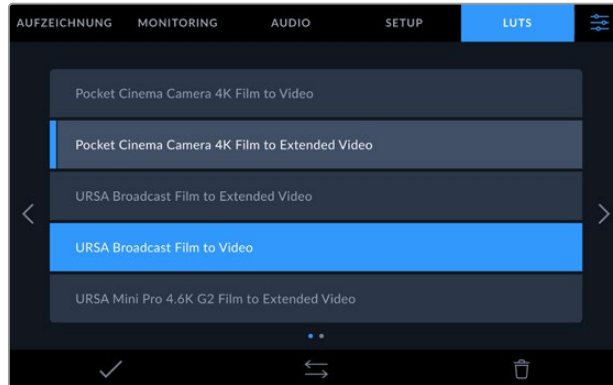 AUFZEICHNUNG MONITORING AUDIO SETUP LUTS
Pocket Cinema Camera 4K Film to Video
Pocket Cinema Camera 4K Film to Extended Video
URSA Broadcast Film to Extended Video
URSA Broadcast Film to Video
URSA Mini Pro 4.6K G2 Film to Extended Video